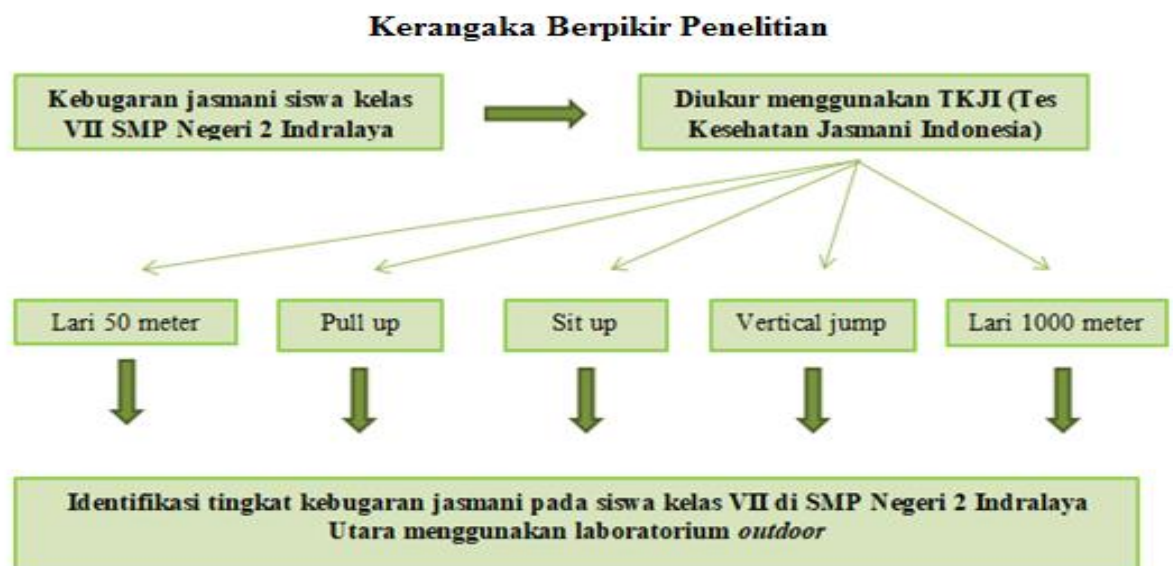 Kerangaka Berpikir Penelitian
Kebugaran jasmani siswa kelas
VII SMP Negeri 2 Indralaya
Diukur menggunakan TKJI (Tes
Kesehatan Jasmani Indonesia)
Lari 50 meter
Pull up
Sit up
Vertical jump
Lari 1000 meter
Identifikasi tingkat kebugaran jasmani pada siswa kelas VII di SMP Negeri 2 Indralaya
Utara menggunakan laboratorium outdoor